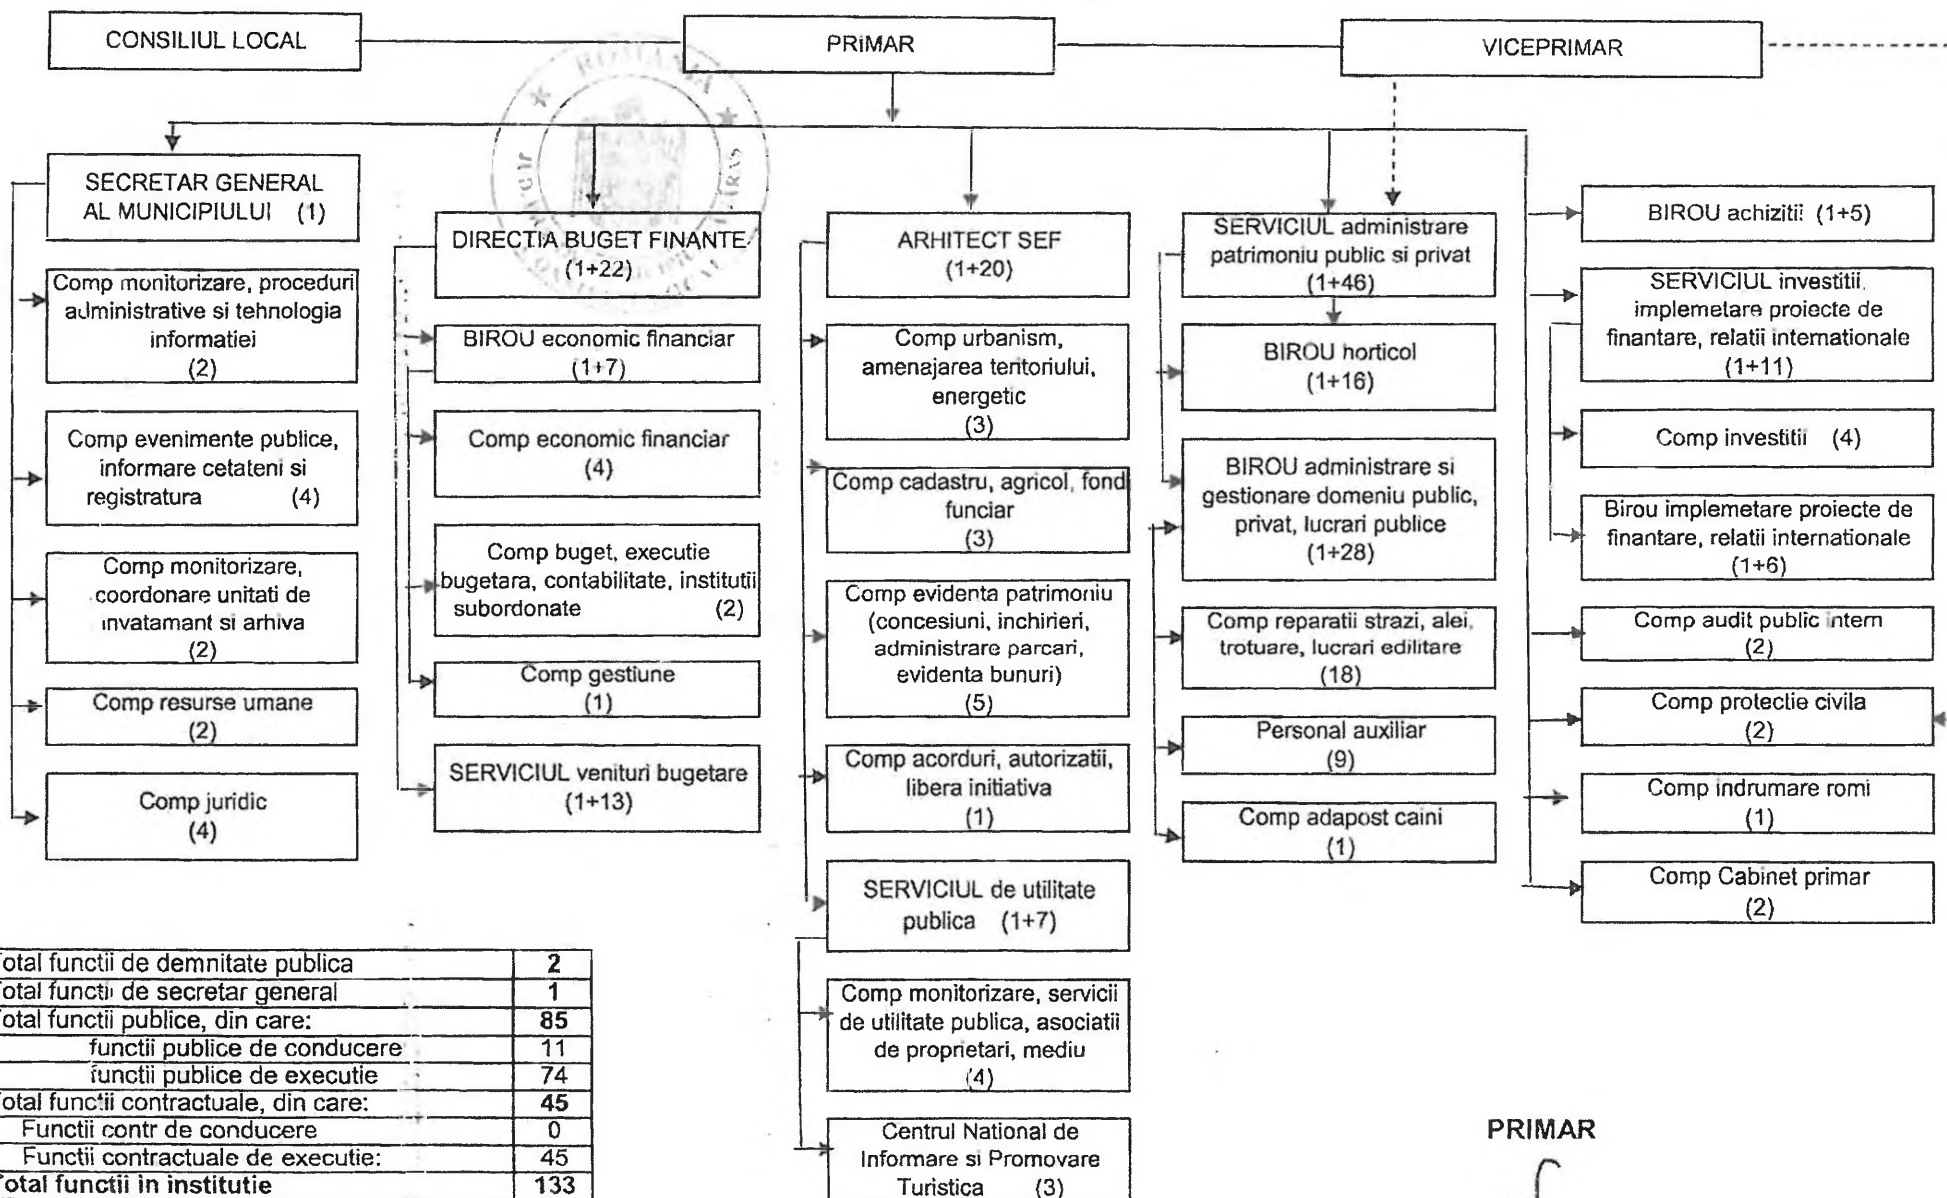 CONSILIUL LOCAL
PRIMAR
VICEPRIMAR
SECRETAR GENERAL
AL MUNICIPIULUI (1)
Comp monitorizare, proceduri
administrative si tehnologia
informatiei
(2)
Comp evenimente publice,
informare cetateni si
registratura (4)
Comp monitorizare,
coordonare unitati de
invatamant si arhiva
(2)
Comp resurse umane
(2)
Comp juridic
(4)
DIRECTIA BUGET FINANTE
(1+22)
BIROU economic financiar
(1+7)
Comp economic financiar
(4)
Comp buget, executie
bugetara, contabilitate, institutii
subordonate (2)
Comp gestiune
(1)
SERVICIUL venituri bugetare
(1+13)
ARHITECT SEF
(1+20)
Comp urbanism,
amenajarea teritoriului,
energetic
(3)
Comp cadastru, agricol, fond
funciar
(3)
Comp evidenta patrimoniu
(concesiuni, inchirieri,
administrare parcari,
evidenta bunuri)
(5)
Comp acorduri, autorizatii,
libera initiativa
(1)
SERVICIUL de utilitate
publica (1+7)
Comp monitorizare, servicii
de utilitate publica, asociatii
de proprietari, mediu
(4)
Centrul National de
Informare si Promovare
Turistica (3)
SERVICIUL administrare
patrimoniu public si privat
(1+46)
BIROU horticol
(1+16)
BIROU administrare si
gestionare domeniu public,
privat, lucrari publice
(1+28)
Comp reparatii strazi, alei,
trotuare, lucrari edilitare
(18)
Personal auxiliar
(9)
Comp adapost caini
(1)
BIROU achizitii (1+5)
SERVICIUL investitii,
implemetare proiecte de
finantare, relatii internationale
(1+11)
Comp investitii (4)
Birou implemetare proiecte de
finantare, relatii internationale
(1+6)
Comp audit public intern
(2)
Comp protectie civila
(2)
Comp indrumare romi
(1)
Comp Cabinet primar
(2)
ROMANIA
otal functii de demnitate publica 2
otal functii de secretar general 1
otal functii publice, din care: 85
functii publice de conducere 11
functii publice de executie 74
otal functii contractuale, din care: 45
Functii contr de conducere 0
Functii contractuale de executie: 45
otal functii in institutie 133
PRIMAR